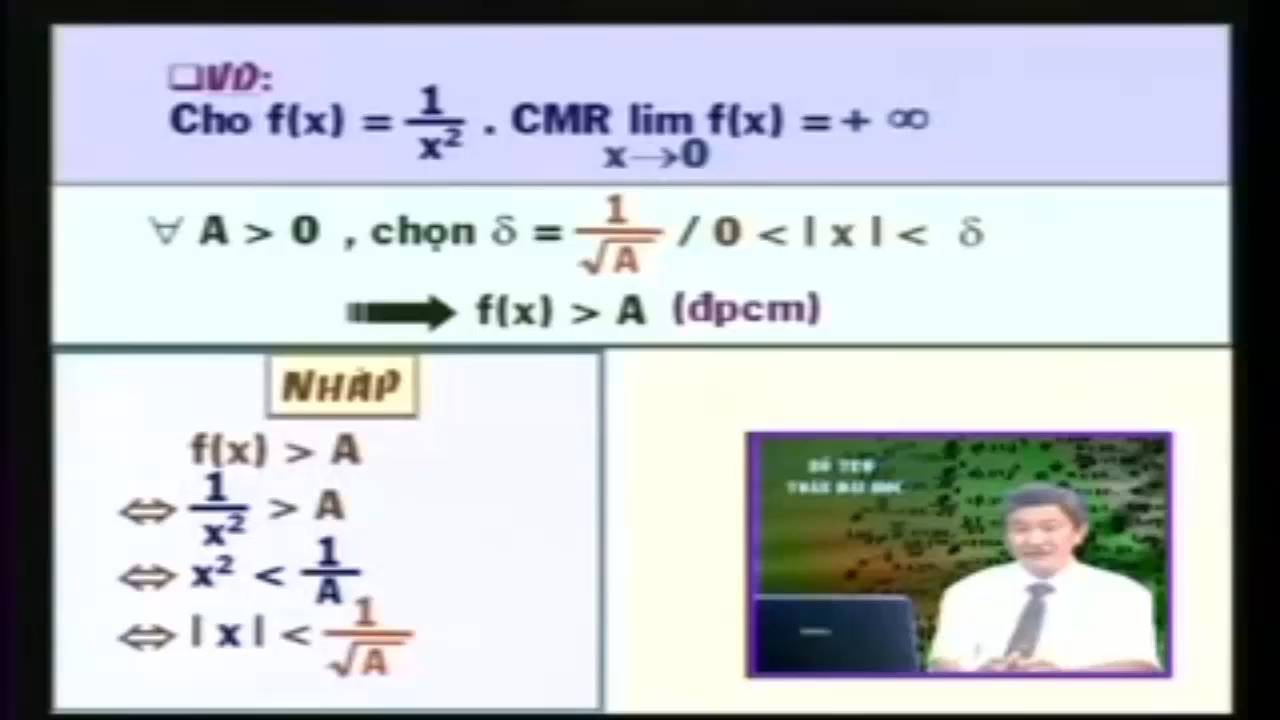 ❑VD:
Cho f(x) = 1/x² . CMR lim f(x) = + ∞
x→0
∀ A > 0 , chọn δ = 1/√A / 0 < | x | < δ
⇒ f(x) > A (đpcm)
NHÁP
f(x) > A
⇔ 1/x² > A
⇔ x² < 1/A
⇔ | x | < 1/√A